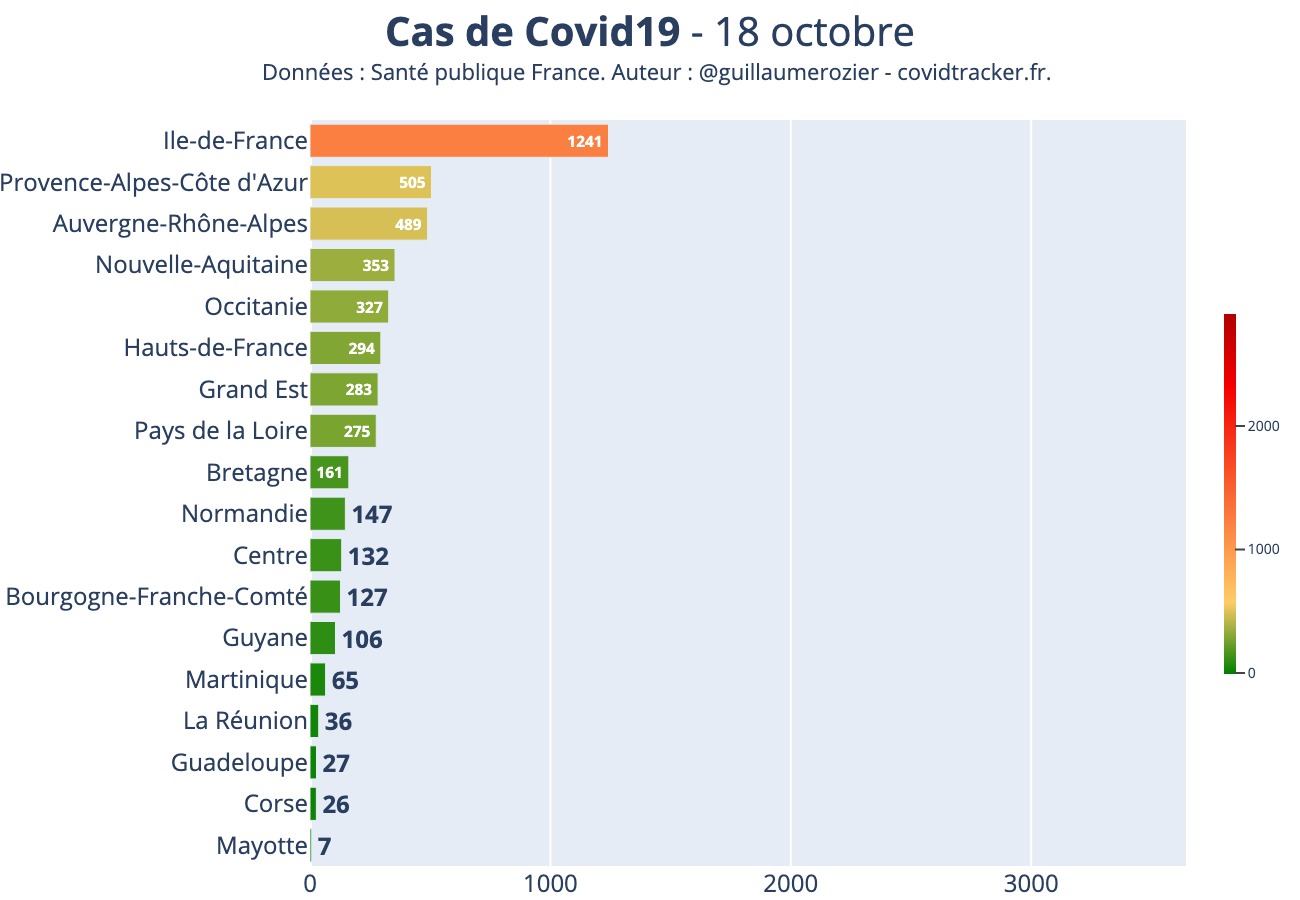 Cas de Covid19 - 18 octobre
Données : Santé publique France. Auteur : @guillaumerozier - covidtracker.fr.
Ile-de-France 1241
Provence-Alpes-Côte d'Azur 505
Auvergne-Rhône-Alpes 489
Nouvelle-Aquitaine 353
Occitanie 327
Hauts-de-France 294
Grand Est 283
Pays de la Loire 275
Bretagne 161
Normandie 147
Centre 132
Bourgogne-Franche-Comté 127
Guyane 106
Martinique 65
La Réunion 36
Guadeloupe 27
Corse 26
Mayotte 7
0 1000 2000 3000
2000
1000
0